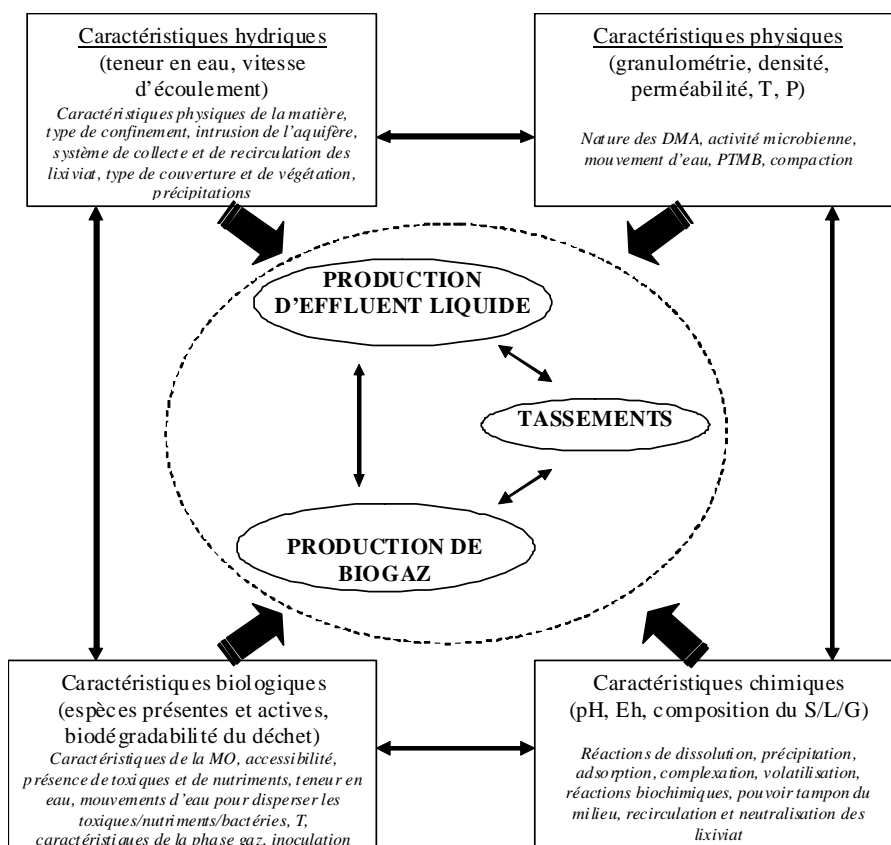 Caractéristiques hydriques
(teneur en eau, vitesse
d'écoulement)
Caractéristiques physiques de la matière,
type de confinement, intrusion de l'aquifère,
système de collecte et de recirculation des
lixiviat, type de couverture et de végétation,
précipitations
Caractéristiques physiques
(granulométrie, densité,
perméabilité, T, P)
Nature des DMA, activité microbienne,
mouvement d'eau, PTMB, compaction
PRODUCTION
D'EFFLUENT LIQUIDE
TASSEMENTS
PRODUCTION DE
BIOGAZ
Caractéristiques biologiques
(espèces présentes et actives,
biodégradabilité du déchet)
Caractéristiques de la MO, accessibilité,
présence de toxiques et de nutriments, teneur en
eau, mouvements d'eau pour disperser les
toxiques/nutriments/bactéries, T,
caractéristiques de la phase gaz, inoculation
Caractéristiques chimiques
(pH, Eh, composition du S/L/G)
Réactions de dissolution, précipitation,
adsorption, complexation, volatilisation,
réactions biochimiques, pouvoir tampon du
milieu, recirculation et neutralisation des
lixiviat